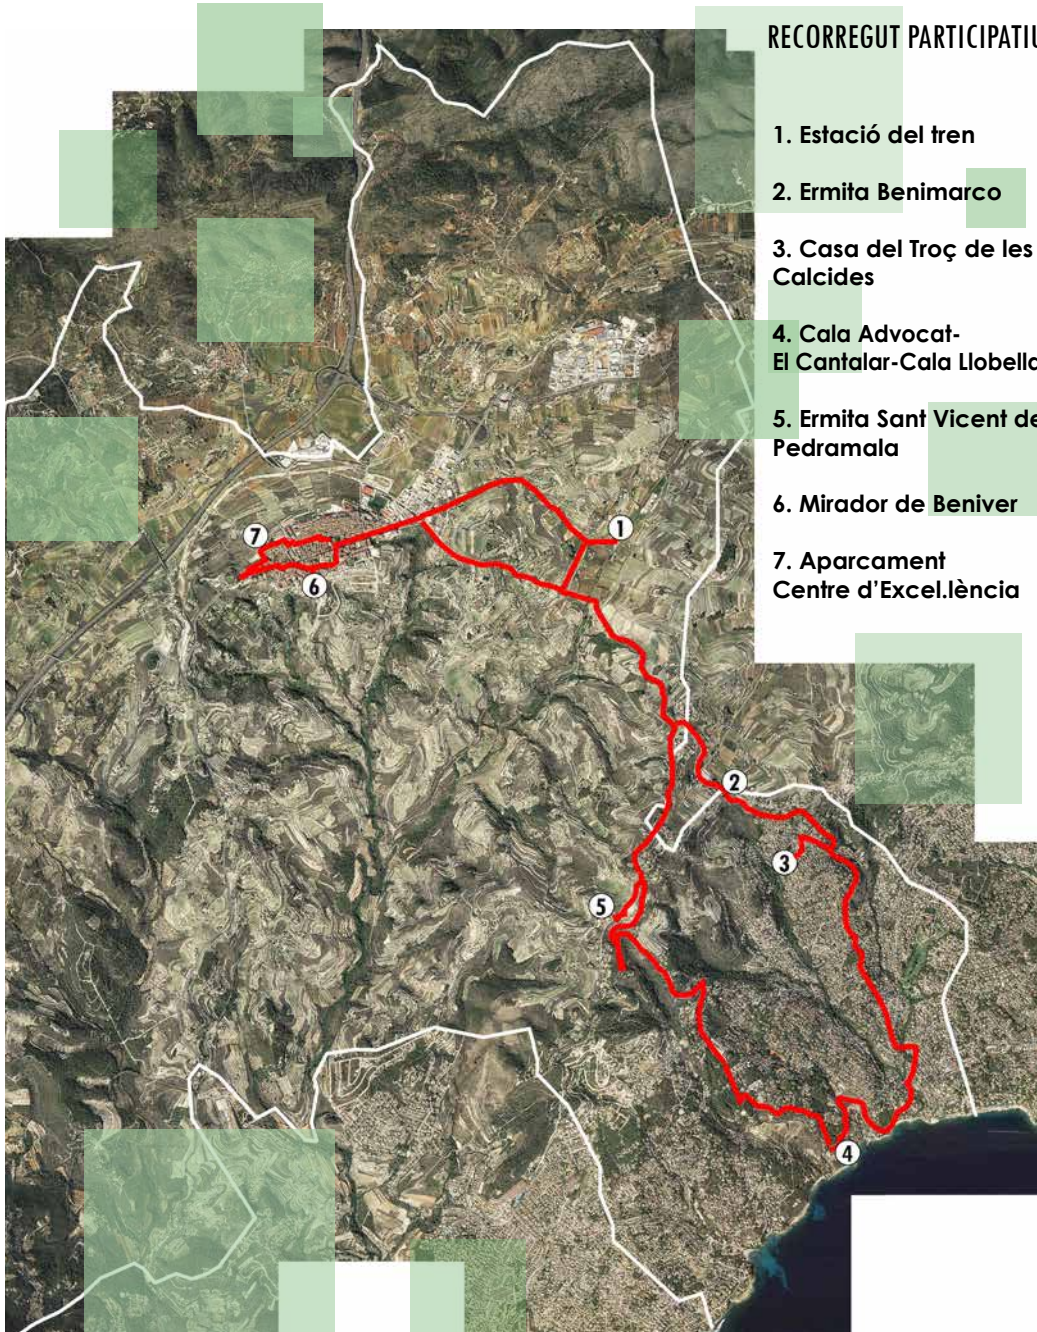 RECORREGUT PARTICIPATIU
1. Estació del tren
2. Ermita Benimarco
3. Casa del Troç de les
Calcides
4. Cala Advocat-
El Cantalar-Cala Llobella
5. Ermita Sant Vicent de
Pedramala
6. Mirador de Beniver
7. Aparcament
Centre d'Excel.lència
1
7
6
2
3
5
4